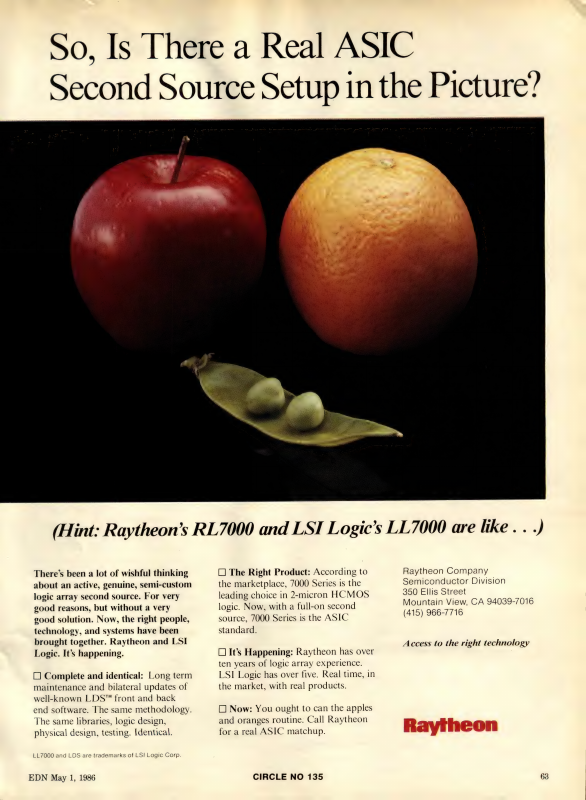 So, Is There a Real ASIC
Second Source Setup in the Picture?
(Hint: Raytheon's RL7000 and LSI Logic's LL7000 are like . . .)
There's been a lot of wishful thinking
about an active, genuine, semi-custom
logic array second source. For very
good reasons, but without a very
good solution. Now, the right people,
technology, and systems have been
brought together. Raytheon and LSI
Logic. It's happening.
☐ Complete and identical: Long term
maintenance and bilateral updates of
well-known LDS™ front and back
end software. The same methodology.
The same libraries, logic design,
physical design, testing. Identical.
☐ The Right Product: According to
the marketplace, 7000 Series is the
leading choice in 2-micron HCMOS
logic. Now, with a full-on second
source, 7000 Series is the ASIC
standard.
☐ It's Happening: Raytheon has over
ten years of logic array experience.
LSI Logic has over five. Real time, in
the market, with real products.
☐ Now: You ought to can the apples
and oranges routine. Call Raytheon
for a real ASIC matchup.
Raytheon Company
Semiconductor Division
350 Ellis Street
Mountain View, CA 94039-7016
(415) 966-7716
Access to the right technology
Raytheon
LL7000 and LDS are trademarks of LSI Logic Corp.
EDN May 1, 1986
CIRCLE NO 135
63